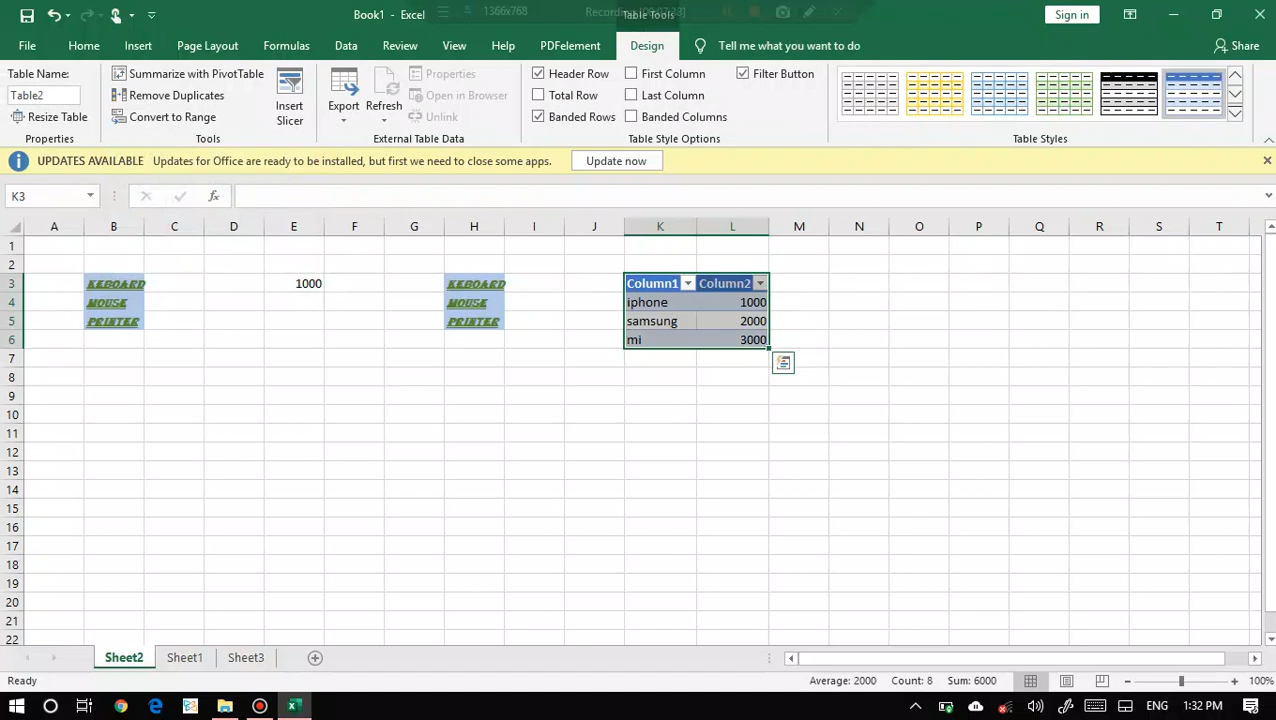 Book1 - Excel
1366x768
Recording [00:07:33]
Table Tools
Sign in
File Home Insert Page Layout Formulas Data Review View Help PDFelement Design Tell me what you want to do Share
Table Name:
Table2
Resize Table
Properties
Summarize with PivotTable
Remove Duplicates
Convert to Range
Tools
Insert
Slicer
Export
Refresh
Properties
Open in Browser
Unlink
External Table Data
Header Row First Column Filter Button
Total Row Last Column
Banded Rows Banded Columns
Table Style Options
Table Styles
UPDATES AVAILABLE Updates for Office are ready to be installed, but first we need to close some apps. Update now
K3 fx
A B C D E F G H I J K L M N O P Q R S T
1
2
3 KEBOARD 1000 KEBOARD Column1 Column2
4 MOUSE MOUSE iphone 1000
5 PRINTER PRINTER samsung 2000
6 mi 3000
7
8
9
10
11
12
13
14
15
16
17
18
19
20
21
22
Sheet2 Sheet1 Sheet3
Ready Average: 2000 Count: 8 Sum: 6000 100%
ENG 1:32 PM